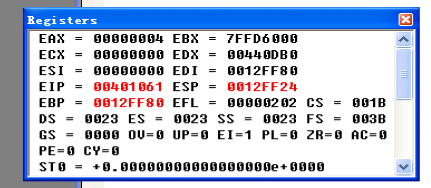 Registers
EAX = 00000004 EBX = 7FFD6000
ECX = 00000000 EDX = 00440DB0
ESI = 00000000 EDI = 0012FF80
EIP = 00401061 ESP = 0012FF24
EBP = 0012FF80 EFL = 00000202 CS = 001B
DS = 0023 ES = 0023 SS = 0023 FS = 003B
GS = 0000 OV=0 UP=0 EI=1 PL=0 ZR=0 AC=0
PE=0 CY=0
ST0 = +0.00000000000000000e+0000